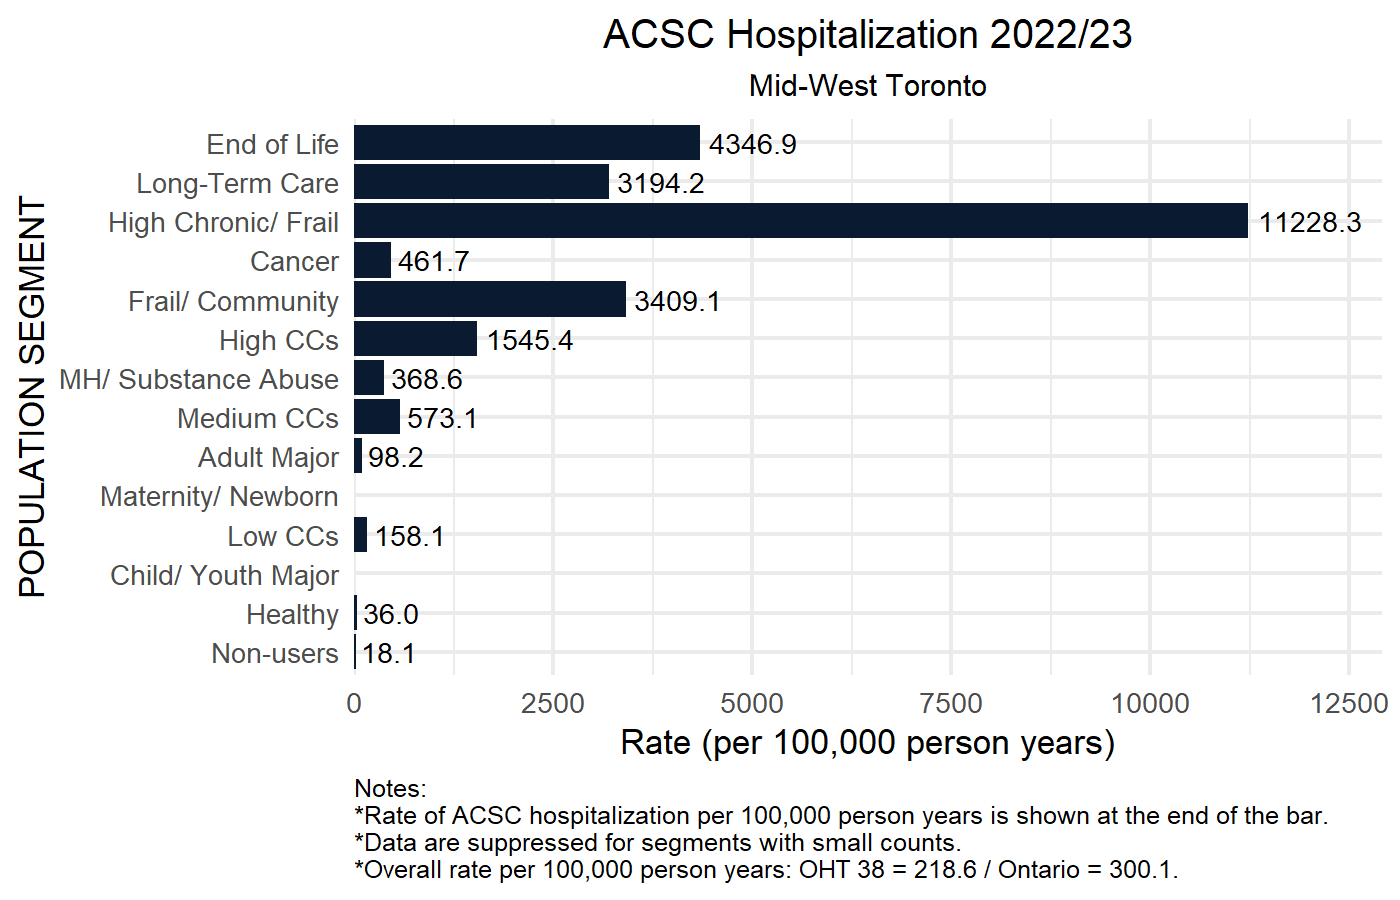 ACSC Hospitalization 2022/23
Mid-West Toronto
POPULATION SEGMENT
End of Life 4346.9
Long-Term Care 3194.2
High Chronic/ Frail 11228.3
Cancer 461.7
Frail/ Community 3409.1
High CCs 1545.4
MH/ Substance Abuse 368.6
Medium CCs 573.1
Adult Major 98.2
Maternity/ Newborn
Low CCs 158.1
Child/ Youth Major
Healthy 36.0
Non-users 18.1
0 2500 5000 7500 10000 12500
Rate (per 100,000 person years)
Notes:
*Rate of ACSC hospitalization per 100,000 person years is shown at the end of the bar.
*Data are suppressed for segments with small counts.
*Overall rate per 100,000 person years: OHT 38 = 218.6 / Ontario = 300.1.